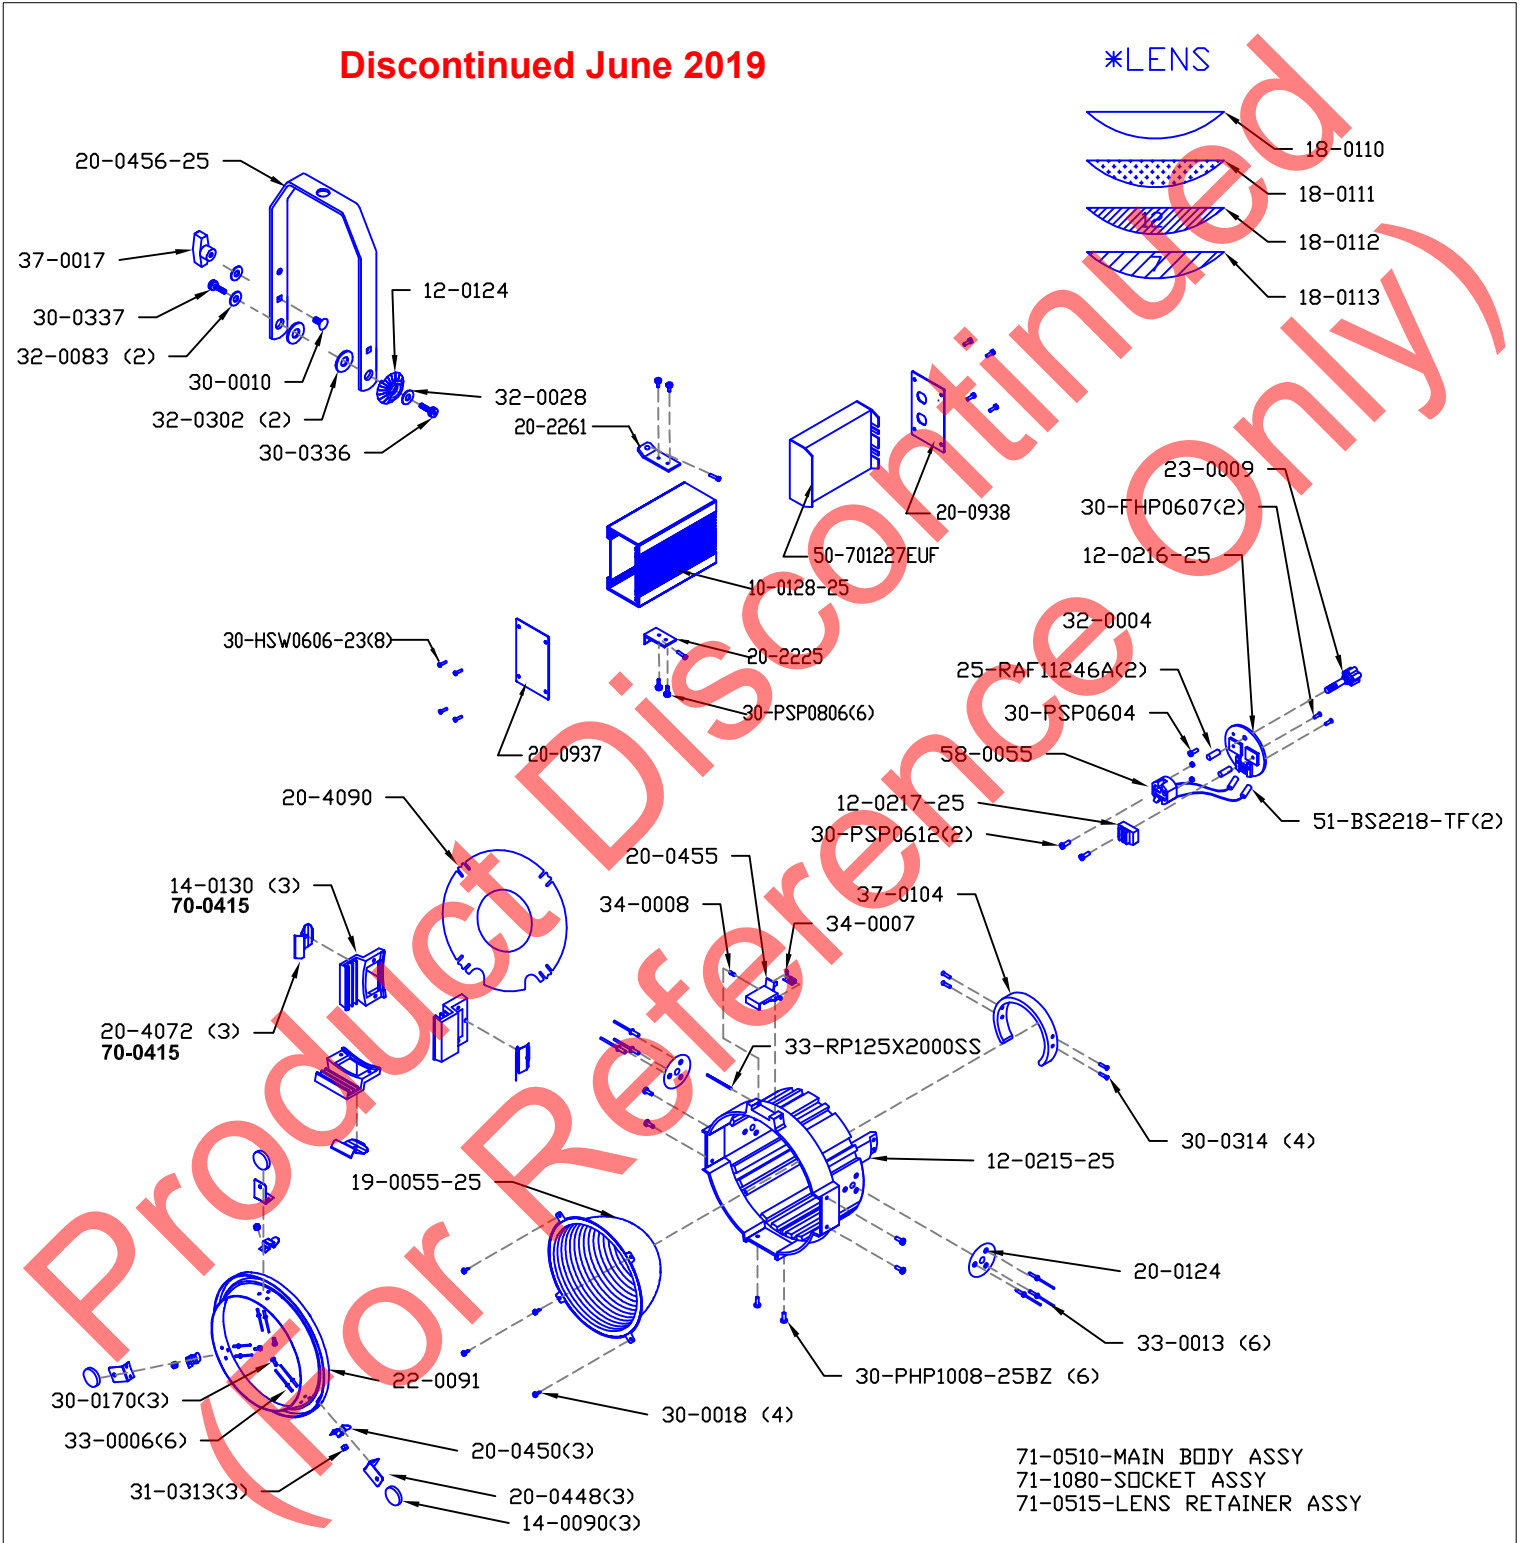 Discontinued June 2019
*LENS
18-0110
18-0111
12
18-0112
7
18-0113
20-0456-25
37-0017
30-0337
32-0083 (2)
30-0010
32-0302 (2)
30-0336
12-0124
32-0028
20-2261
20-0938
50-701227EUF
10-0128-25
30-HSW0606-23(8)
20-2225
30-PSP0806(6)
20-0937
23-0009
30-FHP0607(2)
12-0216-25
32-0004
25-RAF11246A(2)
30-PSP0604
58-0055
12-0217-25
30-PSP0612(2)
51-BS2218-TF(2)
20-4090
14-0130 (3)
70-0415
20-4072 (3)
70-0415
20-0455
34-0008
34-0007
37-0104
33-RP125X2000SS
30-0314 (4)
12-0215-25
19-0055-25
20-0124
33-0013 (6)
30-PHP1008-25BZ (6)
30-0018 (4)
22-0091
30-0170(3)
33-0006(6)
31-0313(3)
20-0450(3)
20-0448(3)
14-0090(3)
71-0510-MAIN BODY ASSY
71-1080-SOCKET ASSY
71-0515-LENS RETAINER ASSY
Product Discontinued
(For Reference Only)